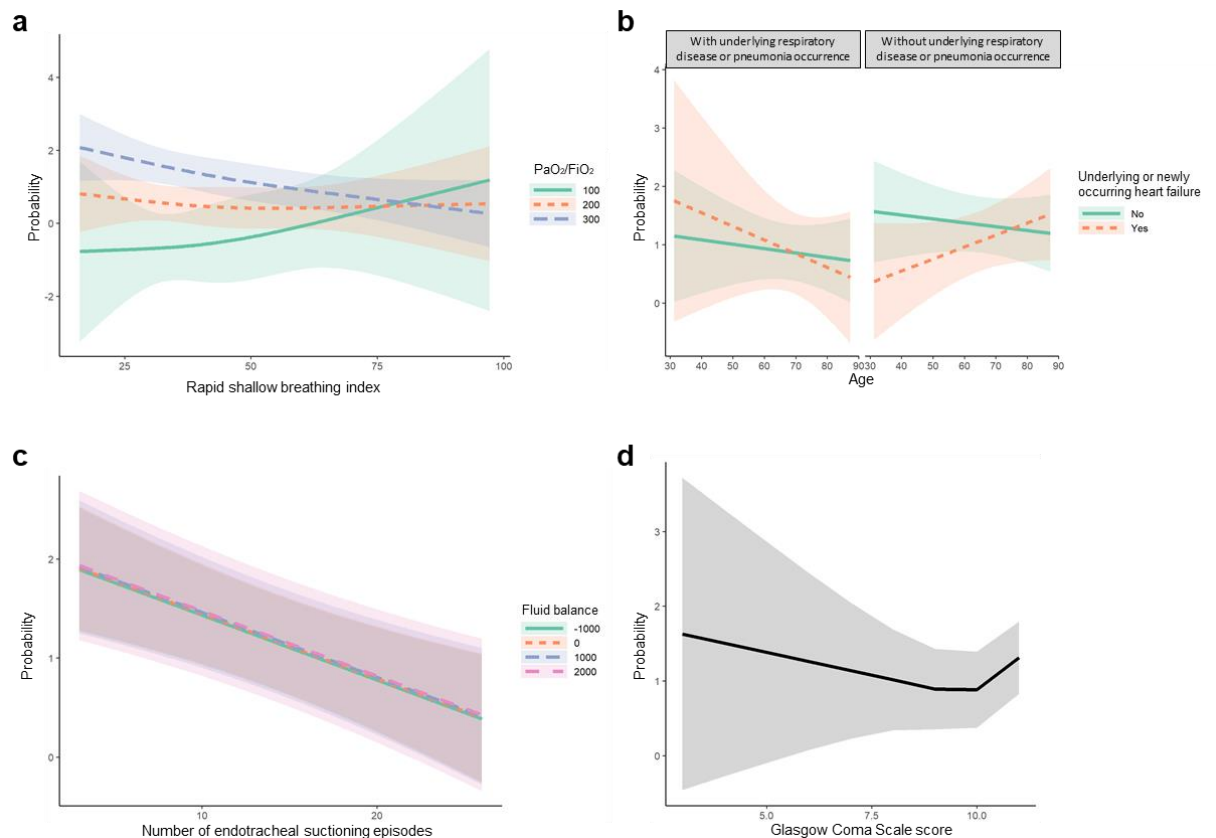 a
Probability
4
2
0
-2
25
50
75
100
Rapid shallow breathing index
PaO₂/FiO₂
100
200
300
b
With underlying respiratory
disease or pneumonia occurrence
Without underlying respiratory
disease or pneumonia occurrence
Probability
4
3
2
1
0
30 40 50 60 70 80 90
30 40 50 60 70 80 90
Age
Underlying or newly
occurring heart failure
No
Yes
c
Probability
2
1
0
10
20
Number of endotracheal suctioning episodes
Fluid balance
-1000
0
1000
2000
d
Probability
3
2
1
0
5.0
7.5
10.0
Glasgow Coma Scale score